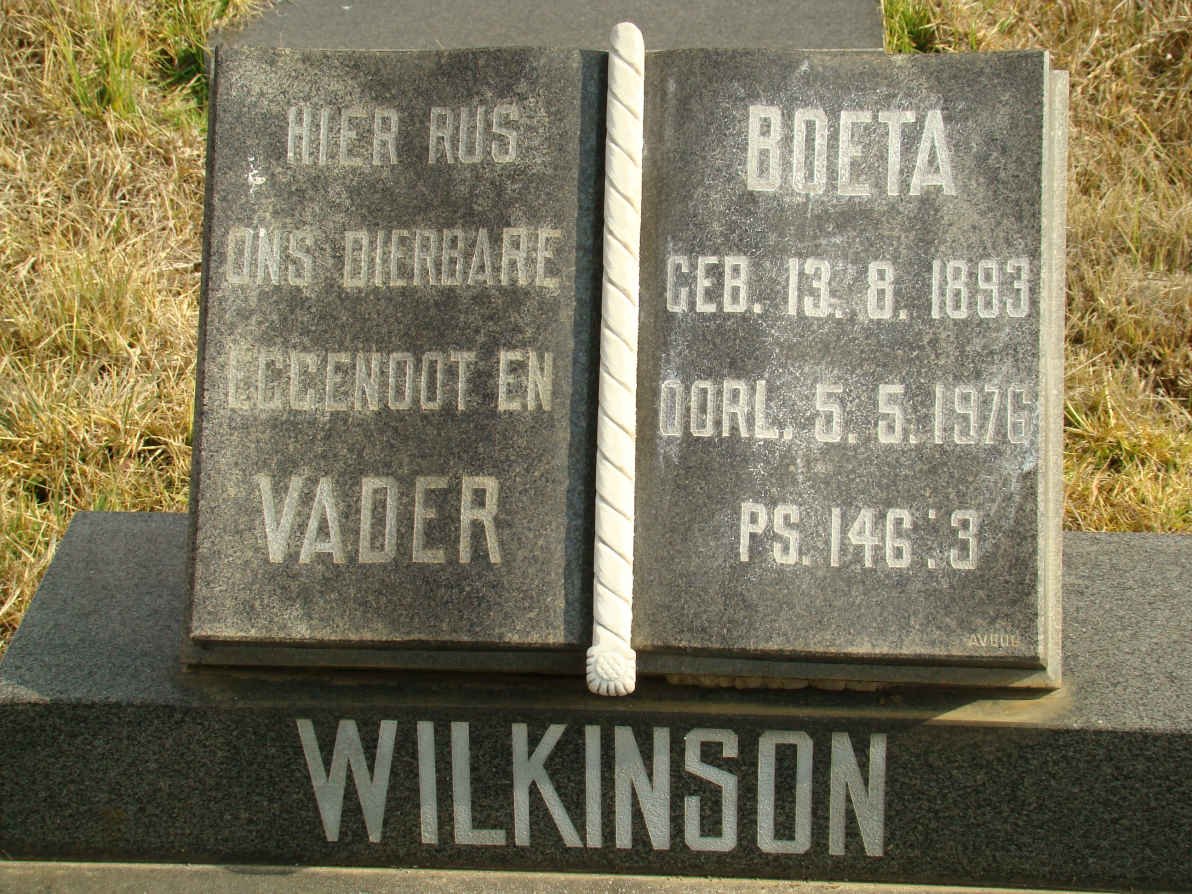 HIER RUS
ONS DIERBARE
EGGENOOT EN
VADER
BOETA
GEB. 13. 8. 1893
OORL. 5. 5. 1976
PS. 146:3
WILKINSON